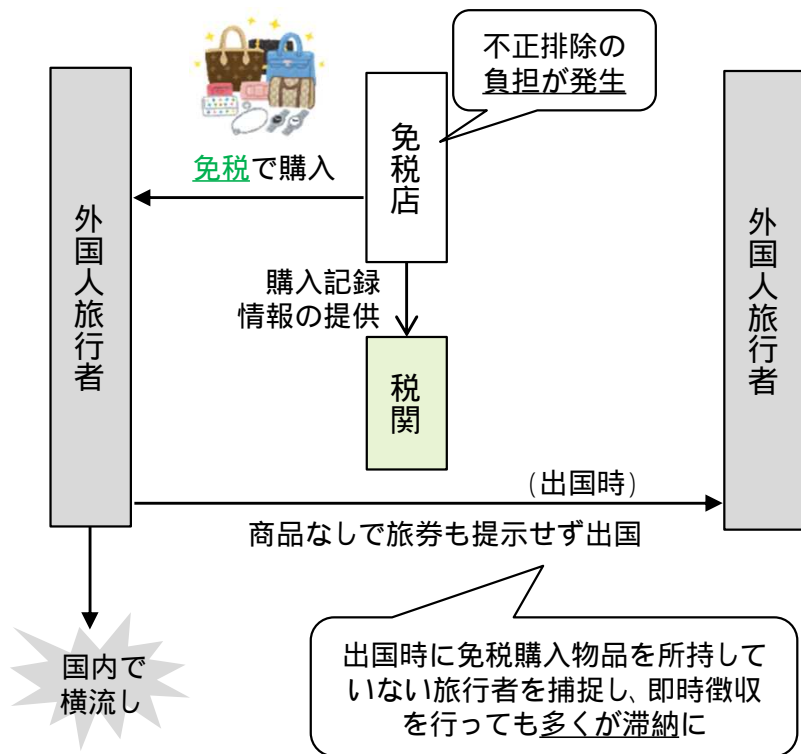 不正排除の
負担が発生
免税店
免税で購入
外国人旅行者
外国人旅行者
購入記録
情報の提供
税関
(出国時)
商品なしで旅券も提示せず出国
国内で
横流し
出国時に免税購入物品を所持して
いない旅行者を捕捉し、即時徴収
を行っても多くが滞納に